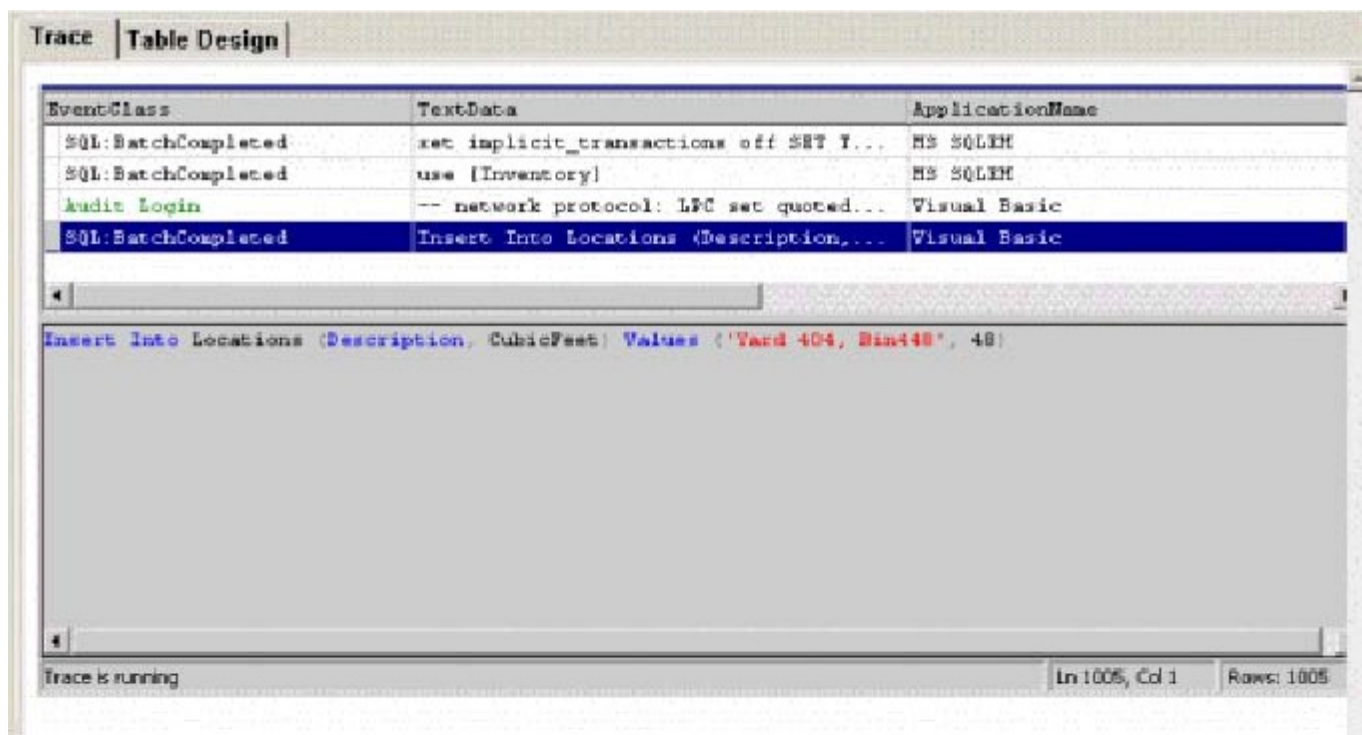 Trace Table Design
EventClass TextData ApplicationName
SQL:BatchCompleted set implicit_transactions off SET T... MS SQLEM
SQL:BatchCompleted use [Inventory] MS SQLEM
Audit Login -- network protocol: LPC set quoted... Visual Basic
SQL:BatchCompleted Insert Into Locations (Description,... Visual Basic
Insert Into Locations (Description, CubicFeet) Values ('Yard 404, Bin448', 48)
Trace is running Ln 1005, Col 1 Rows: 1005